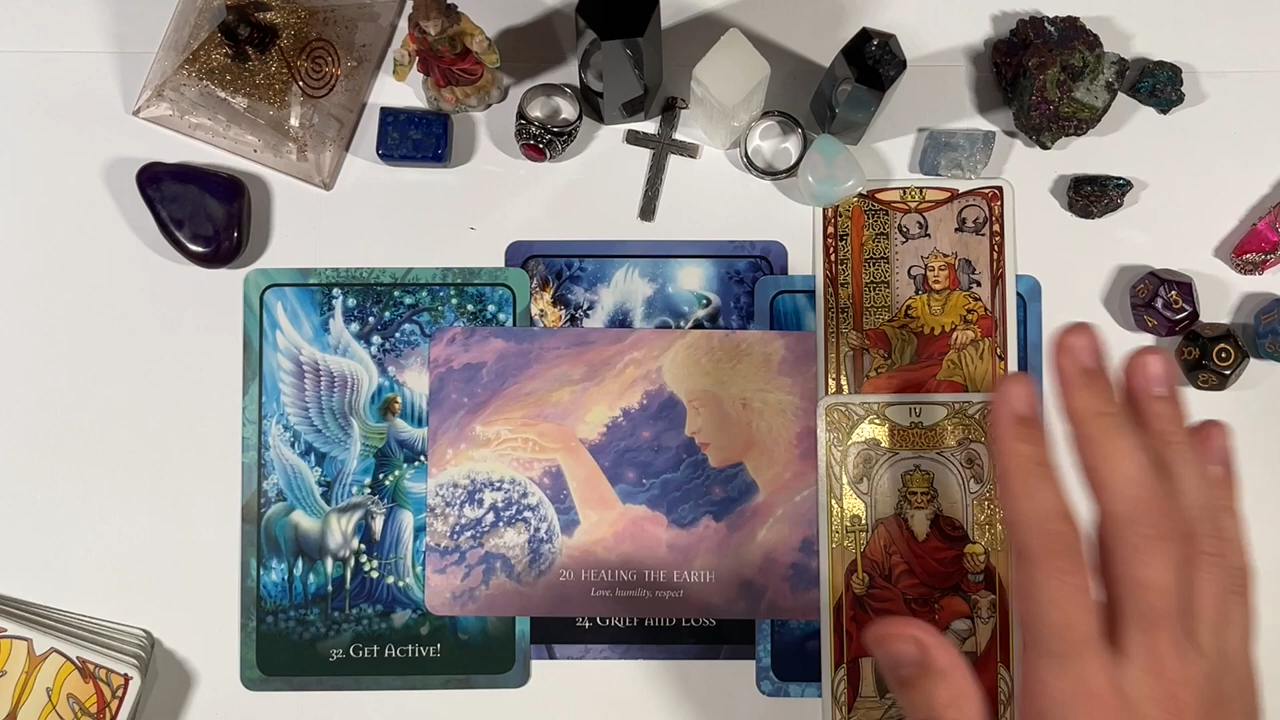 IV
20. HEALING THE EARTH
Love, humility, respect
24. GRIEF AND LOSS
32. GET ACTIVE!